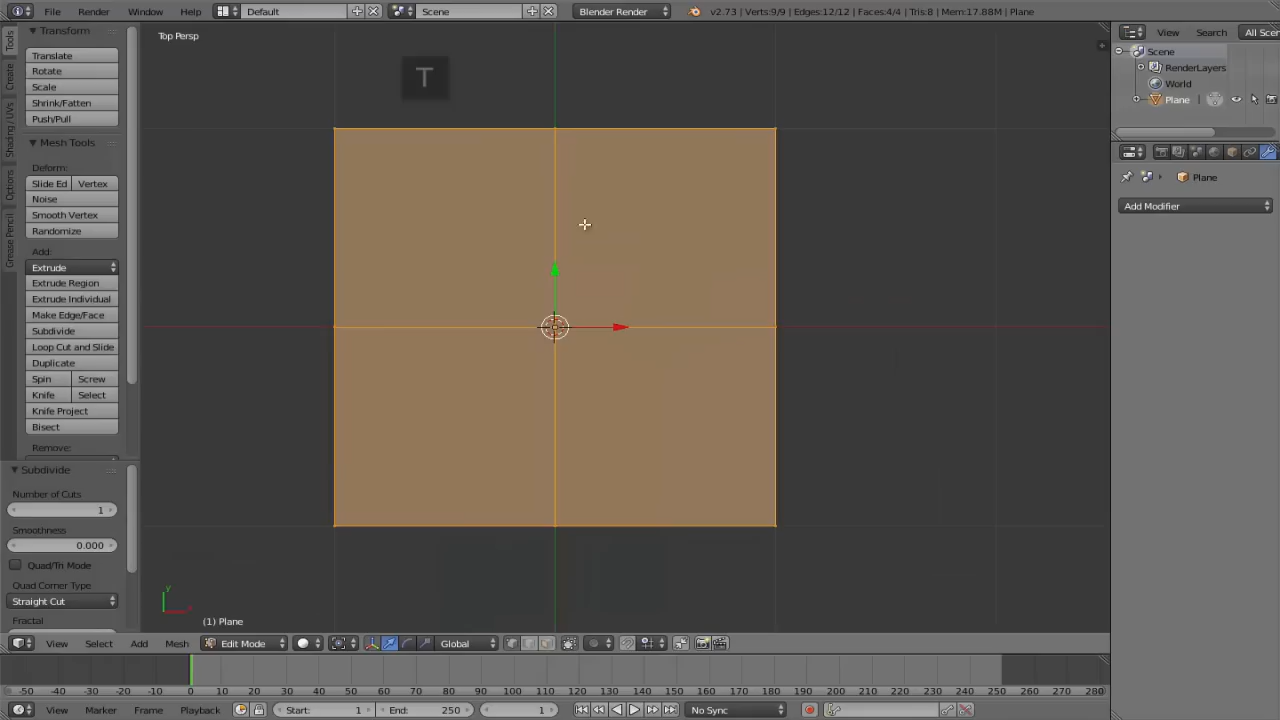 File Render Window Help Default Scene Blender Render v2.73 | Verts:9/9 | Edges:12/12 | Faces:4/4 | Tris:8 | Mem:17.88M | Plane
Tools
Create
Shading / UVs
Options
Grease Pencil
Transform
Translate
Rotate
Scale
Shrink/Fatten
Push/Pull
Mesh Tools
Deform:
Slide Ed Vertex
Noise
Smooth Vertex
Randomize
Add:
Extrude
Extrude Region
Extrude Individual
Make Edge/Face
Subdivide
Loop Cut and Slide
Duplicate
Spin Screw
Knife Select
Knife Project
Bisect
Remove:
Subdivide
Number of Cuts
1
Smoothness
0.000
Quad/Tri Mode
Quad Corner Type
Straight Cut
Fractal
Top Persp
T
y
(1) Plane
View Search All Scen
Scene
RenderLayers
World
Plane
Plane
Add Modifier
View Select Add Mesh Edit Mode Global
-50 -40 -30 -20 -10 0 10 20 30 40 50 60 70 80 90 100 110 120 130 140 150 160 170 180 190 200 210 220 230 240 250 260 270 280
View Marker Frame Playback Start: 1 End: 250 1 No Sync